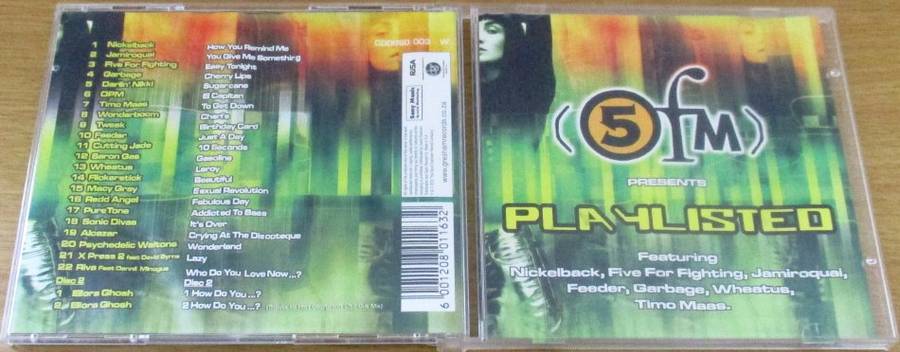 1 Nickelback How You Remind Me
2 Jamiroquai You Give Me Something
3 Five For Fighting Easy Tonight
4 Garbage Cherry Lips
5 Darlin' Nikki Sugarcane
6 OPM El Capitan
7 Timo Maas To Get Down
8 Wonderboom Charl's
9 Tweak Birthday Card
10 Feeder Just A Day
11 Cutting Jade 10 Seconds
12 Saron Gas Gasoline
13 Wheatus Leroy
14 Flickerstick Beautiful
15 Macy Gray Sexual Revolution
16 Redd Angel Fabulous Day
17 PureTone Addicted To Bass
18 Sonic Divas It's Over
19 Alcazar Crying At The Discoteque
20 Psychedelic Waltons Wonderland
21 X Press 2 feat David Byrne Lazy
22 Riva feat Dannii Minogue Who Do You Love Now...?
Disc 2 Disc 2
1 Elora Ghosh 1 How Do You ...?
2 Elora Ghosh 2 How Do You ...?
003 W
RiSA
Sony Music
www.greshamrecords.co.za
6 001208 011632
5fm
PRESENTS
PLAYLISTED
Featuring
Nickelback, Five For Fighting, Jamiroquai,
Feeder, Garbage, Wheatus,
Timo Maas.